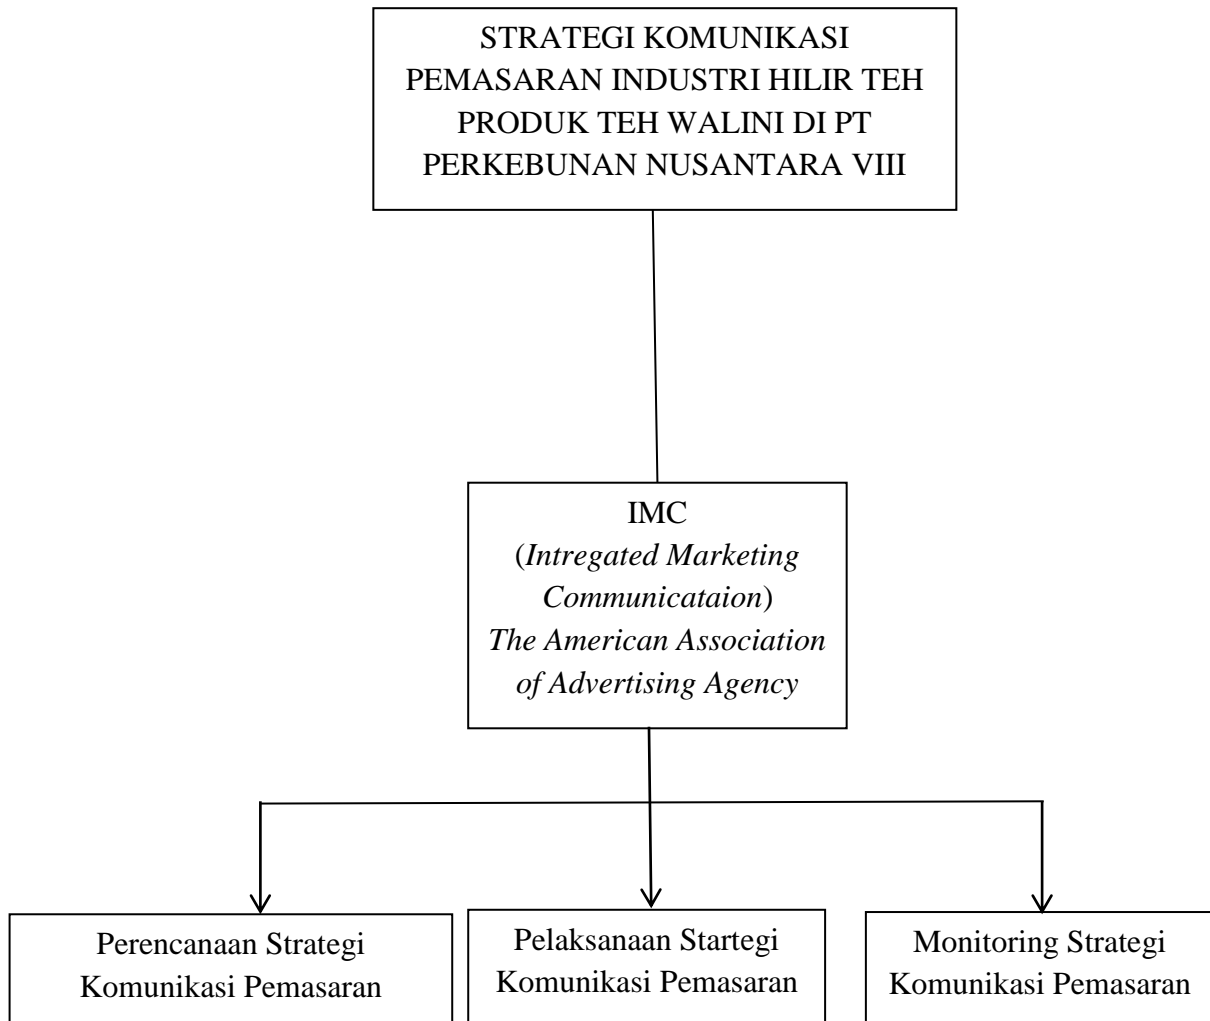 STRATEGI KOMUNIKASI
PEMASARAN INDUSTRI HILIR TEH
PRODUK TEH WALINI DI PT
PERKEBUNAN NUSANTARA VIII
IMC
(Intregated Marketing
Communicataion)
The American Association
of Advertising Agency
Perencanaan Strategi
Komunikasi Pemasaran
Pelaksanaan Startegi
Komunikasi Pemasaran
Monitoring Strategi
Komunikasi Pemasaran